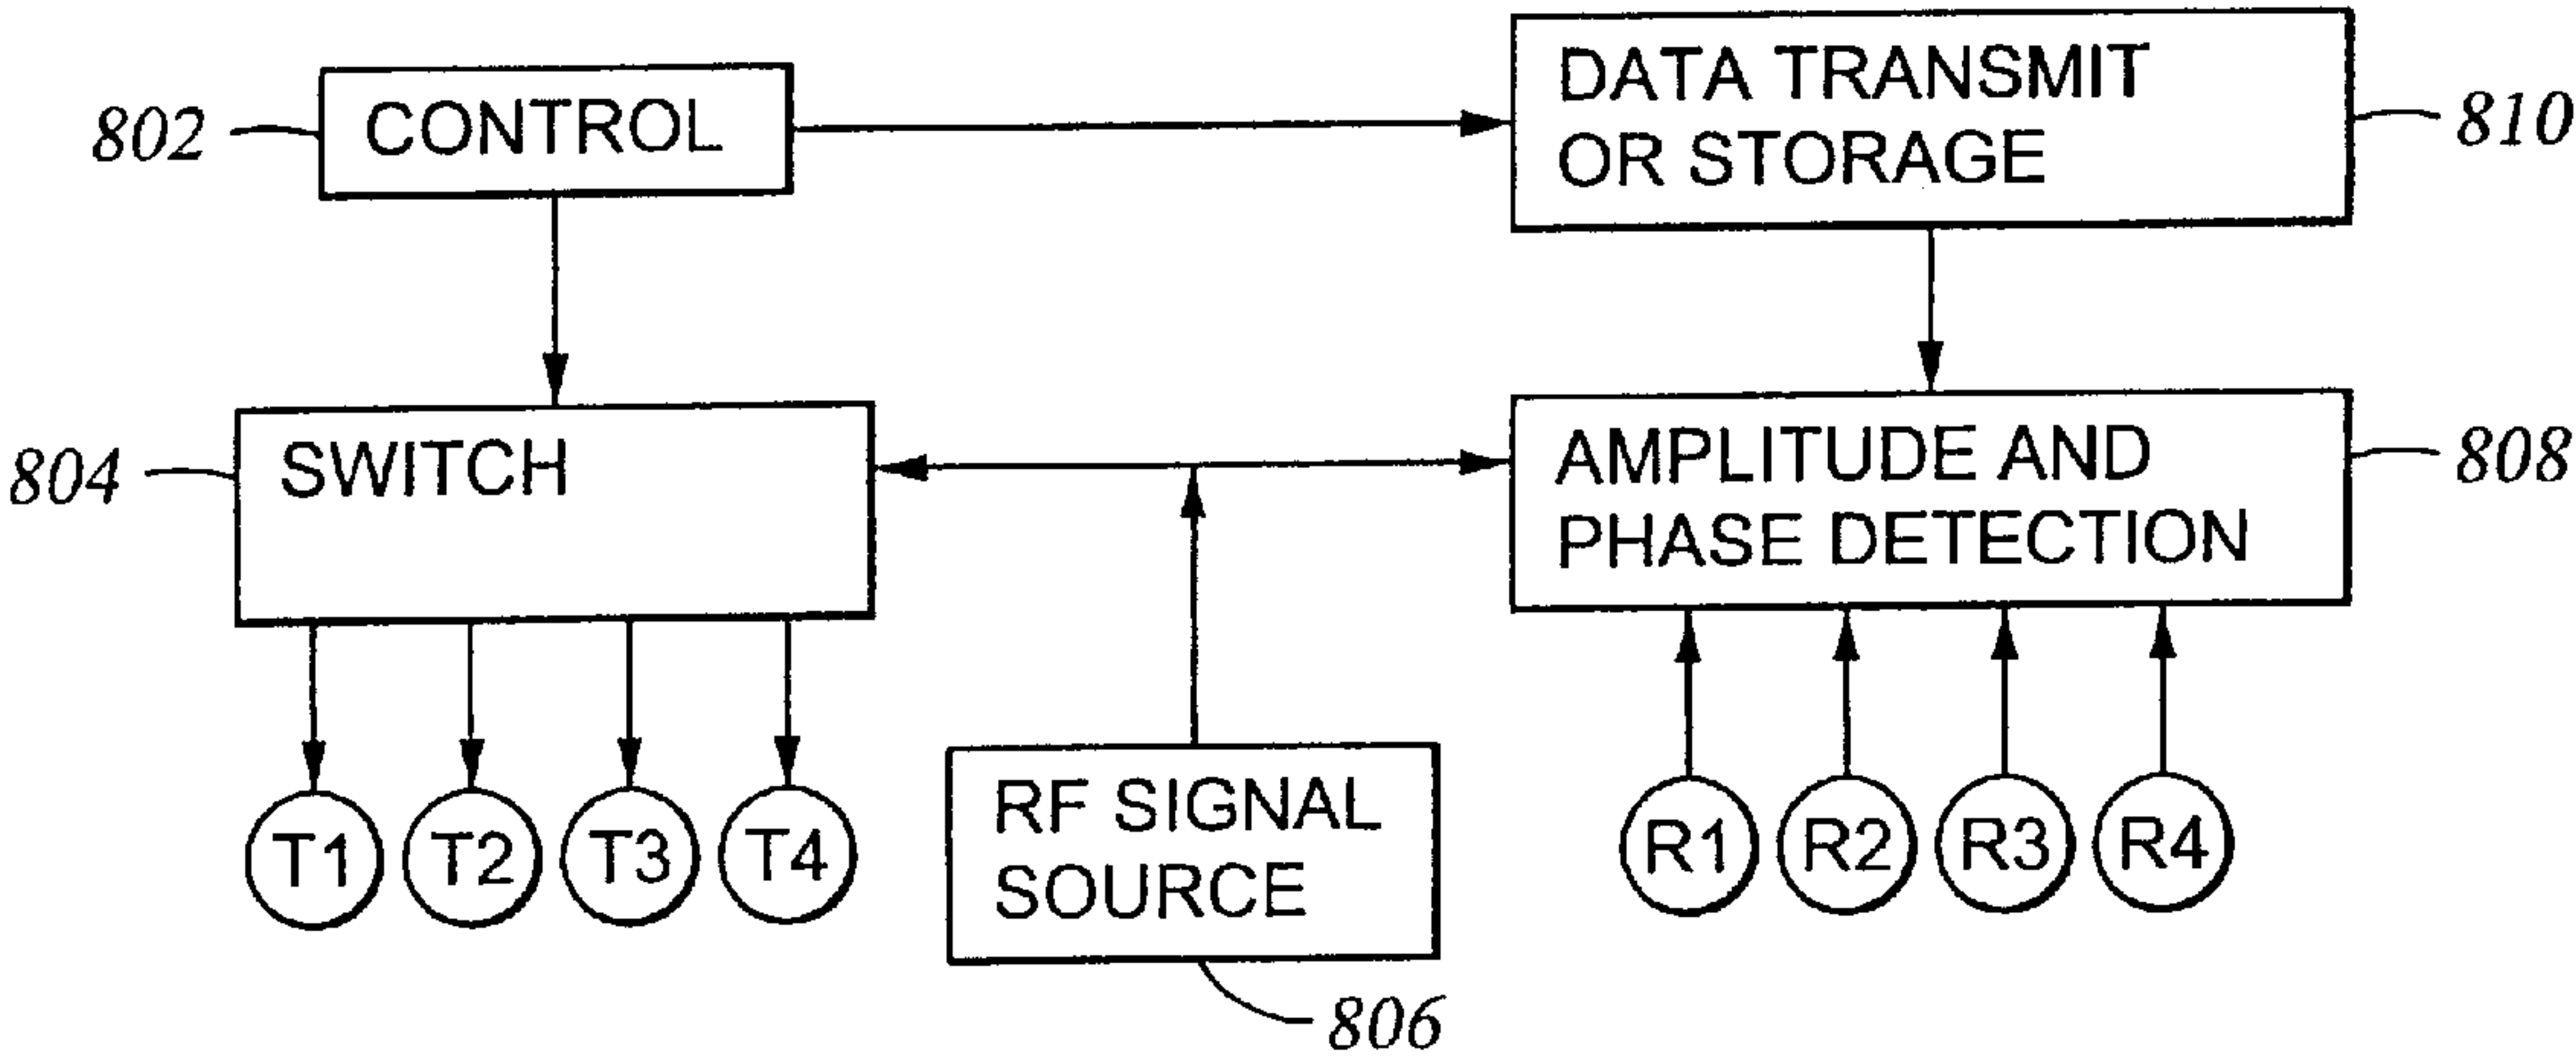 802
CONTROL
DATA TRANSMIT
OR STORAGE
810
804
SWITCH
AMPLITUDE AND
PHASE DETECTION
808
T1 T2 T3 T4
RF SIGNAL
SOURCE
R1 R2 R3 R4
806